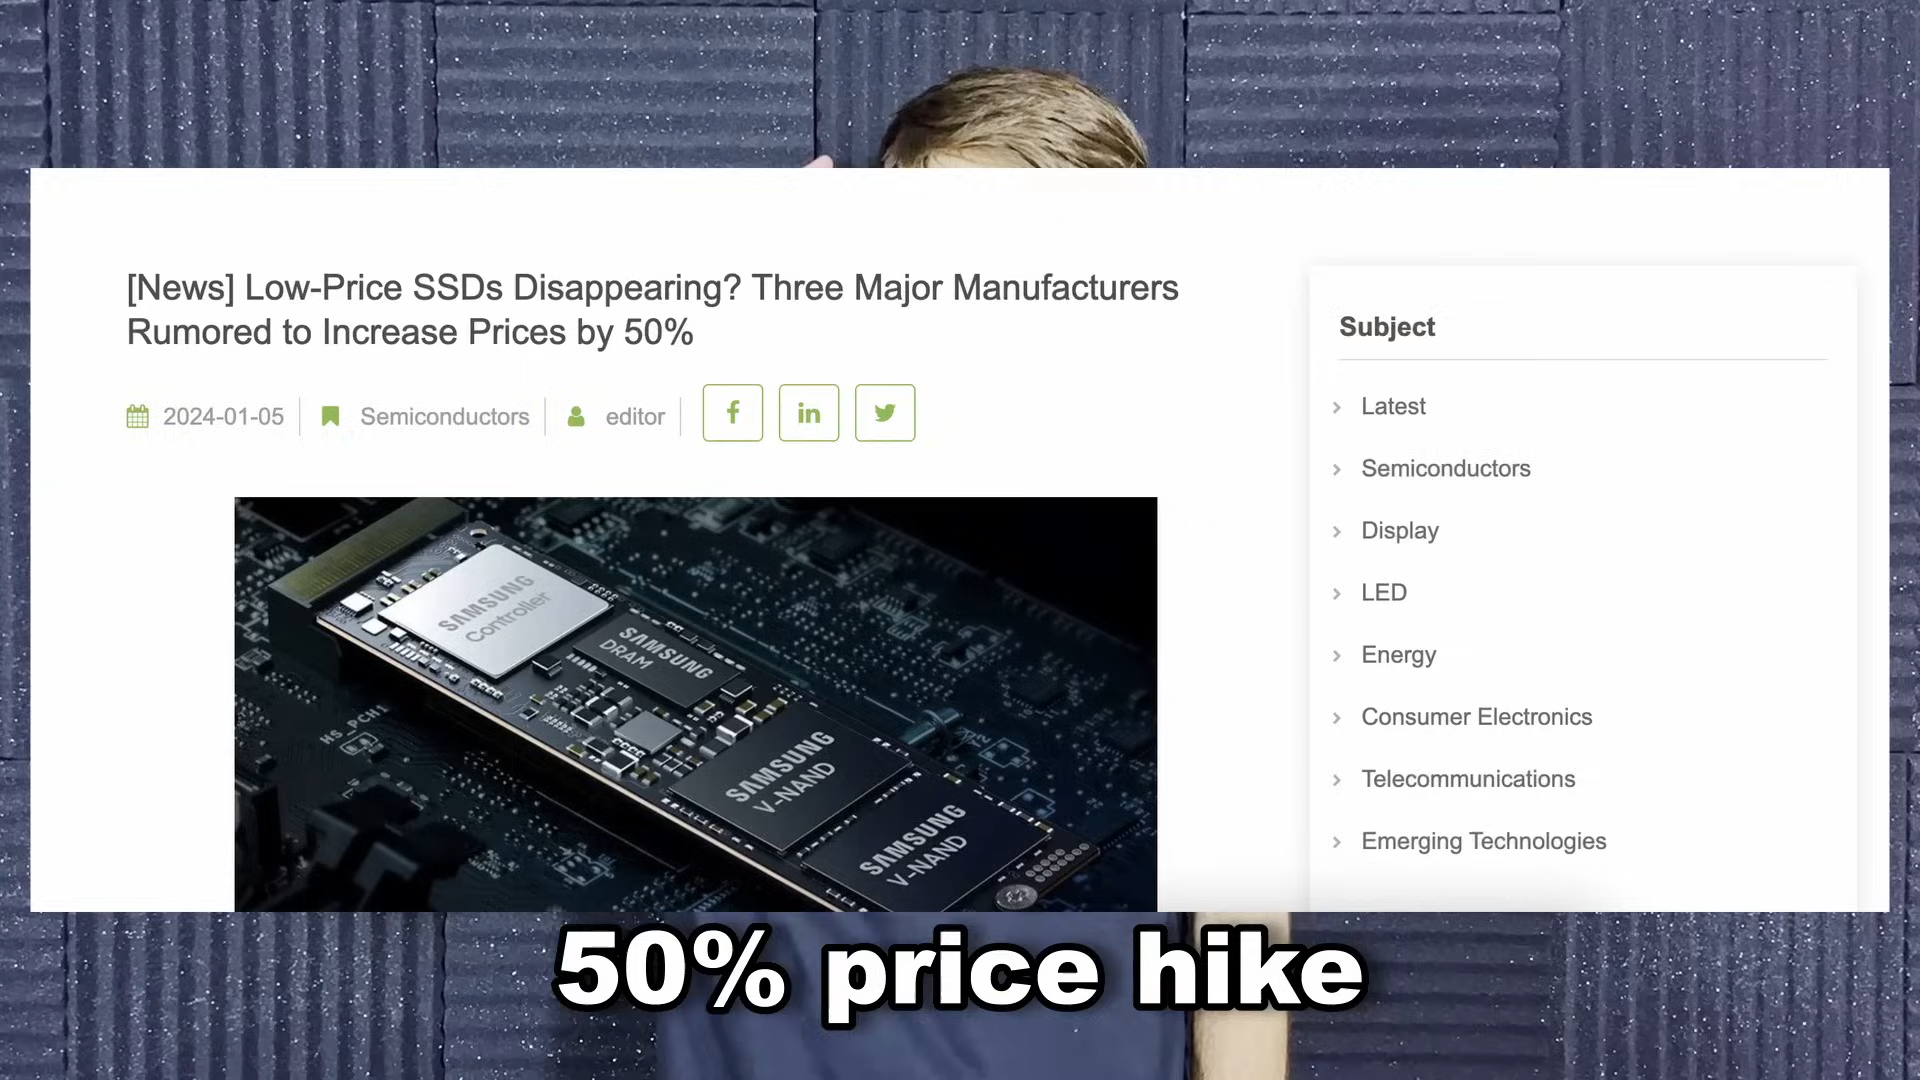 [News] Low-Price SSDs Disappearing? Three Major Manufacturers
Rumored to Increase Prices by 50%
2024-01-05
Semiconductors
editor
f
in
SAMSUNG
Controller
SAMSUNG
DRAM
HS_PCH1
SAMSUNG
V-NAND
SAMSUNG
V-NAND
Subject
Latest
Semiconductors
Display
LED
Energy
Consumer Electronics
Telecommunications
Emerging Technologies
50% price hike